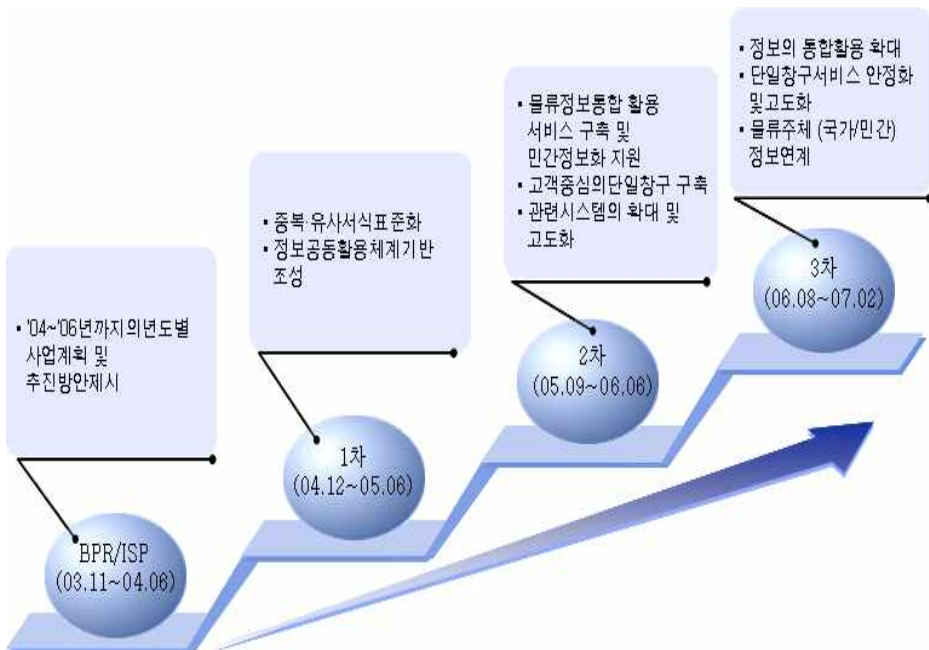 • '04~'06년까지의년도별
사업계획 및
추진방안제시
BPR/ISP
(03.11~04.06)
• 중복·유사서식표준화
• 정보공동활용체계기반
조성
1차
(04.12~05.06)
• 물류정보통합 활용
서비스 구축 및
민간정보화 지원
• 고객중심의단일창구 구축
• 관련시스템의 확대 및
고도화
2차
(05.09~06.06)
• 정보의 통합활용 확대
• 단일창구서비스 안정화
및고도화
• 물류주체 (국가/민간)
정보연계
3차
(06.08~07.02)